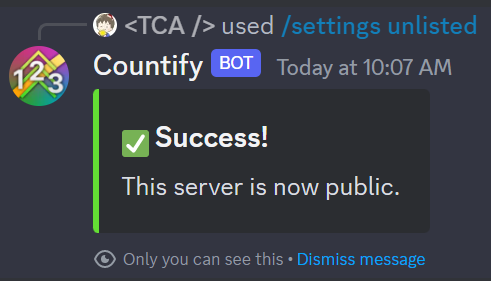 <TCA /> used /settings unlisted
123
Countify BOT Today at 10:07 AM
✅ Success!
This server is now public.
Only you can see this • Dismiss message